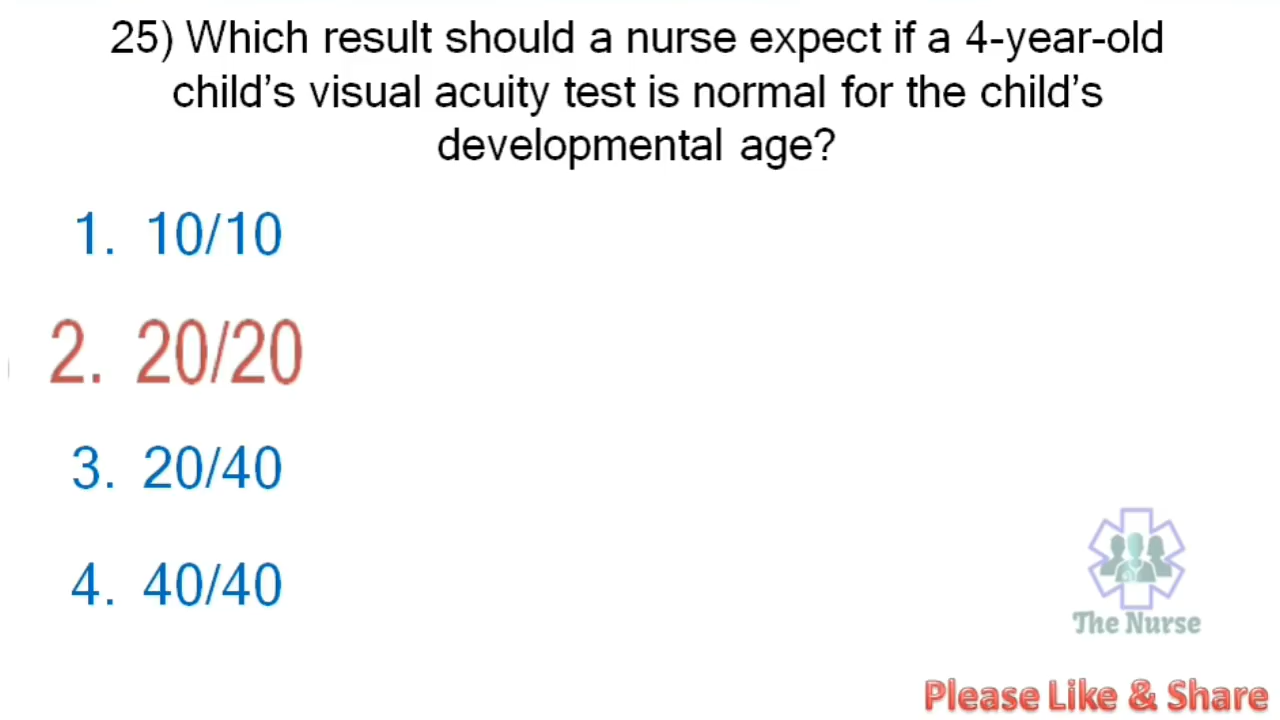 25) Which result should a nurse expect if a 4-year-old
child’s visual acuity test is normal for the child’s
developmental age?
1. 10/10
2. 20/20
3. 20/40
4. 40/40
The Nurse
Please Like & Share